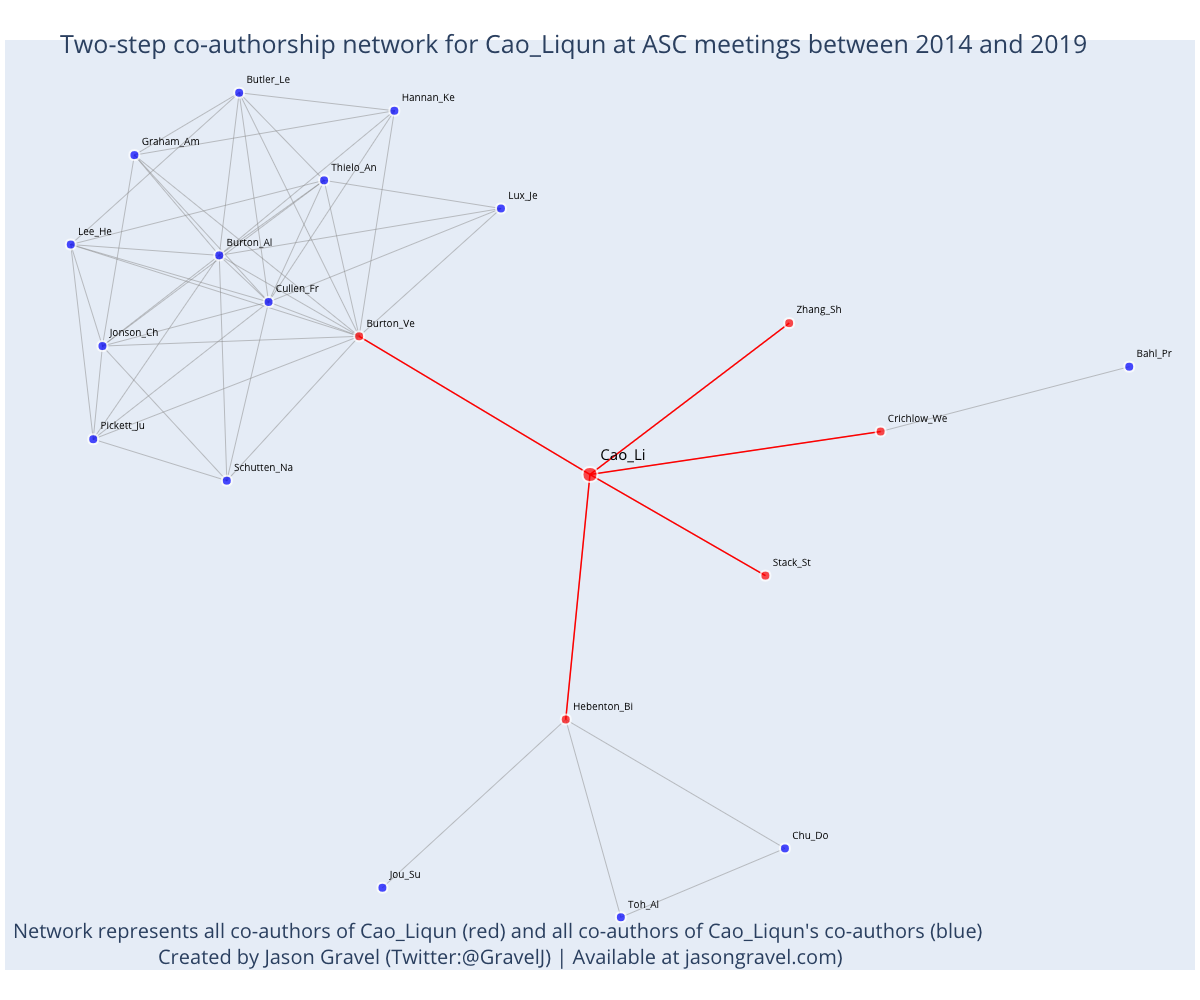 Two-step co-authorship network for Cao_Liqun at ASC meetings between 2014 and 2019
Butler_Le
Hannan_Ke
Graham_Am
Thielo_An
Lux_Je
Lee_He
Burton_Al
Cullen_Fr
Zhang_Sh
Burton_Ve
Jonson_Ch
Bahl_Pr
Crichlow_We
Pickett_Ju
Cao_Li
Schutten_Na
Stack_St
Hebenton_Bi
Chu_Do
Jou_Su
Toh_Al
Network represents all co-authors of Cao_Liqun (red) and all co-authors of Cao_Liqun's co-authors (blue)
Created by Jason Gravel (Twitter:@GravelJ) | Available at jasongravel.com)